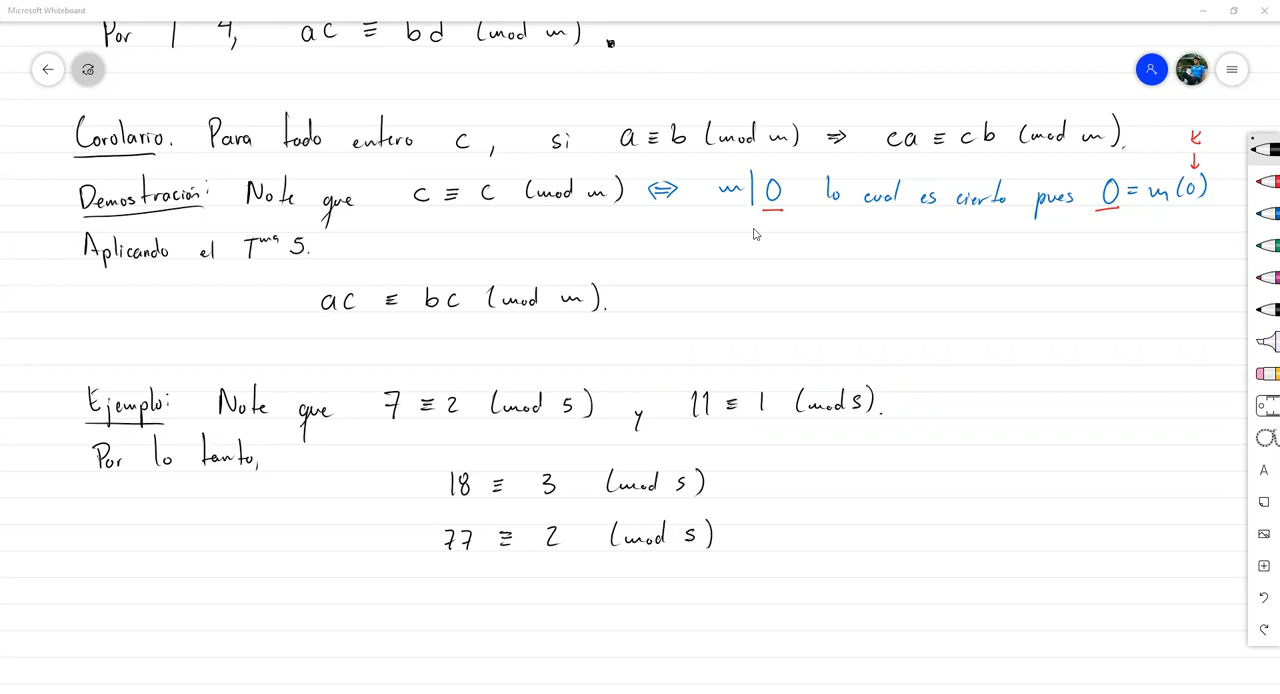 Microsoft Whiteboard
Por 1 4, ac ≡ bd (mod m).
k
Corolario. Para todo entero c, si a ≡ b (mod m) ⇒ ca ≡ cb (mod m).
Demostración: Note que c ≡ c (mod m) ⇔ m|0 lo cual es cierto pues 0 = m(0)
Aplicando el Tma 5.
ac ≡ bc (mod m).
Ejemplo: Note que 7 ≡ 2 (mod 5) y 11 ≡ 1 (mod 5).
Por lo tanto,
18 ≡ 3 (mod 5)
77 ≡ 2 (mod 5)
A